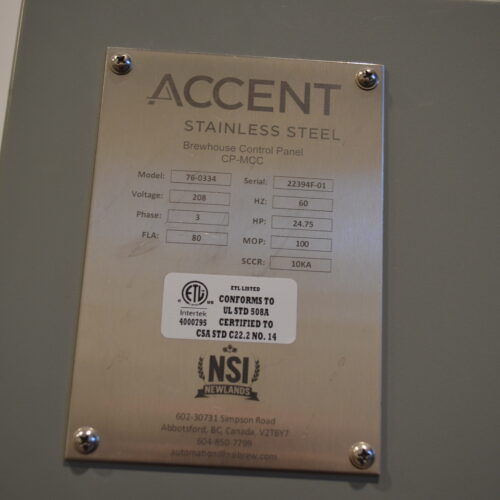 ACCENT
STAINLESS STEEL
Brewhouse Control Panel
CP-MCC
Model: 76-0334 Serial: 22394F-01
Voltage: 208 HZ: 60
Phase: 3 HP: 24.75
FLA: 80 MOP: 100
SCCR: 10KA
ETL LISTED
CONFORMS TO
UL STD 508A
CERTIFIED TO
CSA STD C22.2 NO. 14
ETL
Intertek
4000795
NSI
NEWLANDS
602-30731 Simpson Road
Abbotsford, BC, Canada, V2T6Y7
604-850-7799